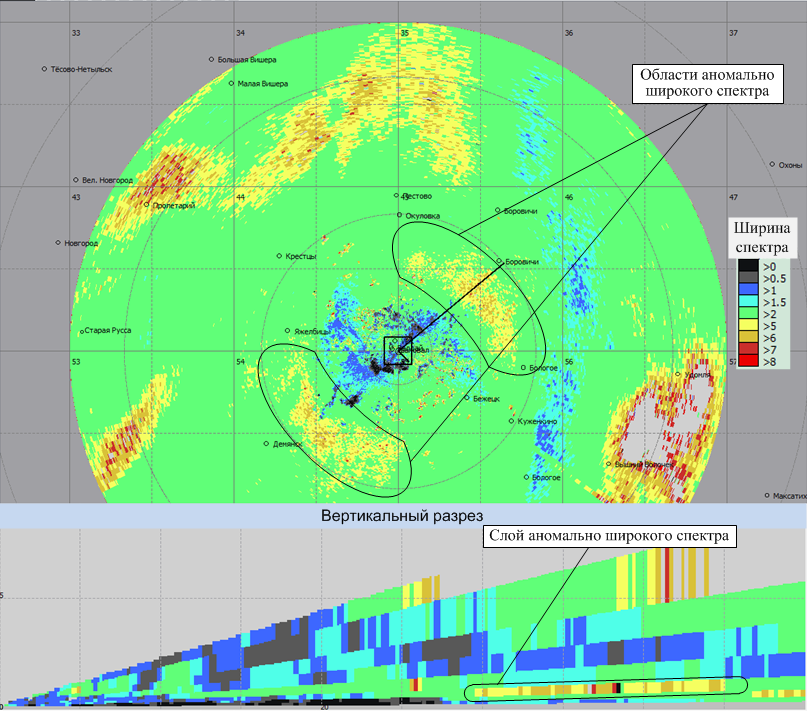 33
35
36
37
Тёсово-Нетыльск
Большая Вишера
Малая Вишера
Области аномально
широкого спектра
Охоны
Вел. Новгород
43
44
Пестово
46
47
Пролетарий
Окуловка
Боровичи
Новгород
Ширина
спектра
Крестцы
Боровичи
>0
>0.5
>1
>1.5
>2
>5
>6
>7
>8
Старая Русса
Яжелбицы
53
54
56
57
Бологое
Удомля
Бежецк
Куженкино
Демянск
Вышний Волочек
Бологое
Максатих
Вертикальный разрез
Слой аномально широкого спектра
5
20